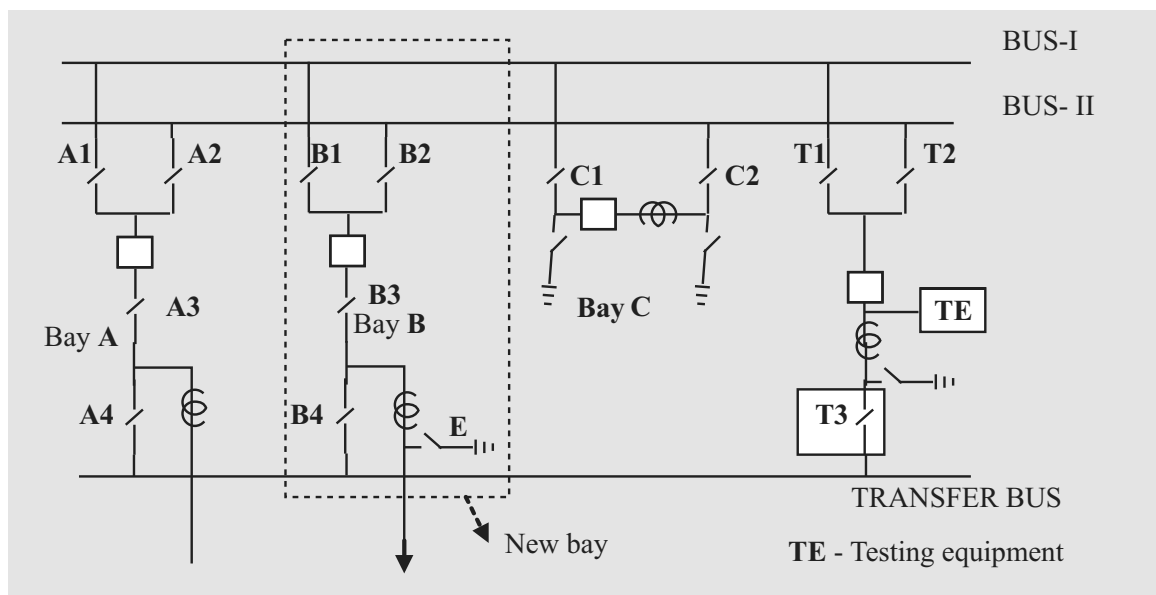 BUS-I
BUS- II
A1
A2
B1
B2
C1
C2
T1
T2
A3
B3
Bay C
TE
Bay A
Bay B
A4
B4
E
T3
TRANSFER BUS
New bay
TE - Testing equipment